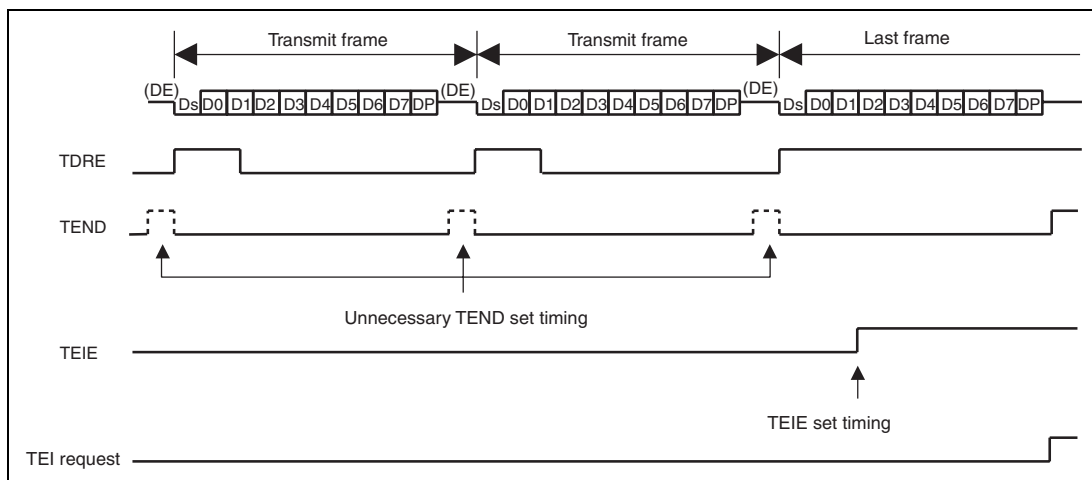 Transmit frame Transmit frame Last frame
(DE) Ds D0 D1 D2 D3 D4 D5 D6 D7 DP (DE) Ds D0 D1 D2 D3 D4 D5 D6 D7 DP (DE) Ds D0 D1 D2 D3 D4 D5 D6 D7 DP
TDRE
TEND
Unnecessary TEND set timing
TEIE
TEIE set timing
TEI request